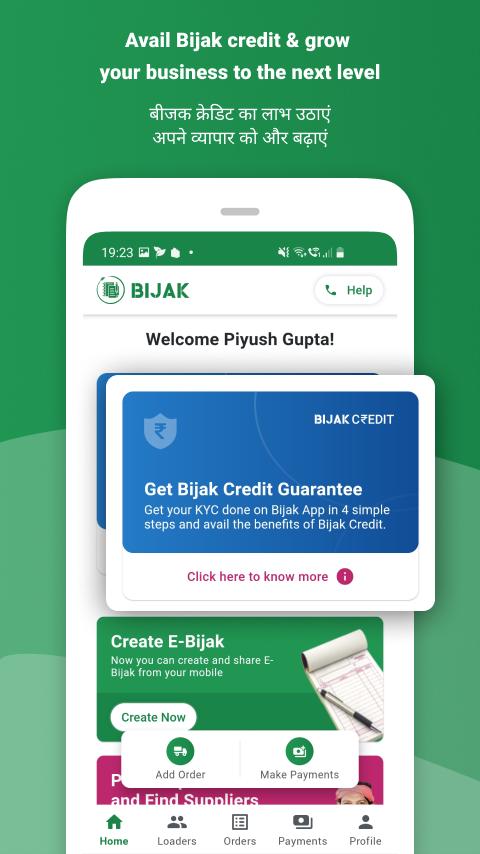 Avail Bijak credit & grow
your business to the next level
बीजक क्रेडिट का लाभ उठाएं
अपने व्यापार को और बढ़ाएं
19:23
BIJAK
Help
Welcome Piyush Gupta!
BIJAK C₹EDIT
Get Bijak Credit Guarantee
Get your KYC done on Bijak App in 4 simple
steps and avail the benefits of Bijak Credit.
Click here to know more
Create E-Bijak
Now you can create and share E-
Bijak from your mobile
Create Now
Add Order
Make Payments
and Find Suppliers
Home
Loaders
Orders
Payments
Profile